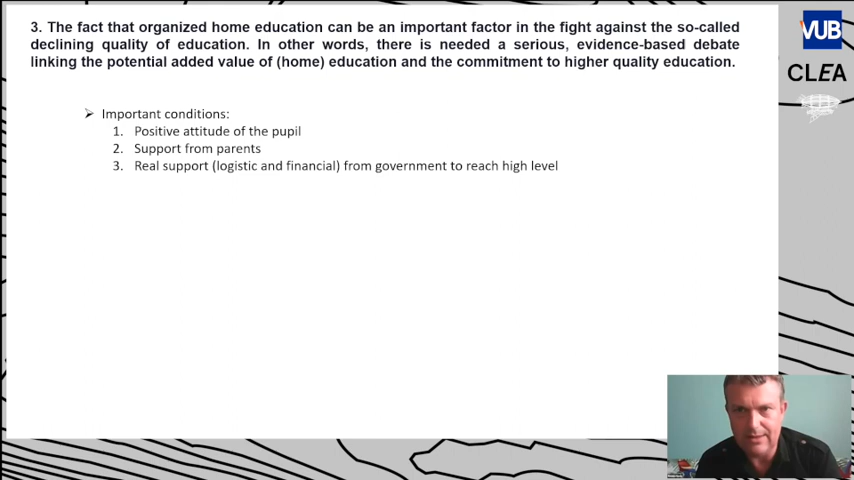 3. The fact that organized home education can be an important factor in the fight against the so-called
declining quality of education. In other words, there is needed a serious, evidence-based debate
linking the potential added value of (home) education and the commitment to higher quality education.
➢ Important conditions:
1. Positive attitude of the pupil
2. Support from parents
3. Real support (logistic and financial) from government to reach high level
VUB
CLEA